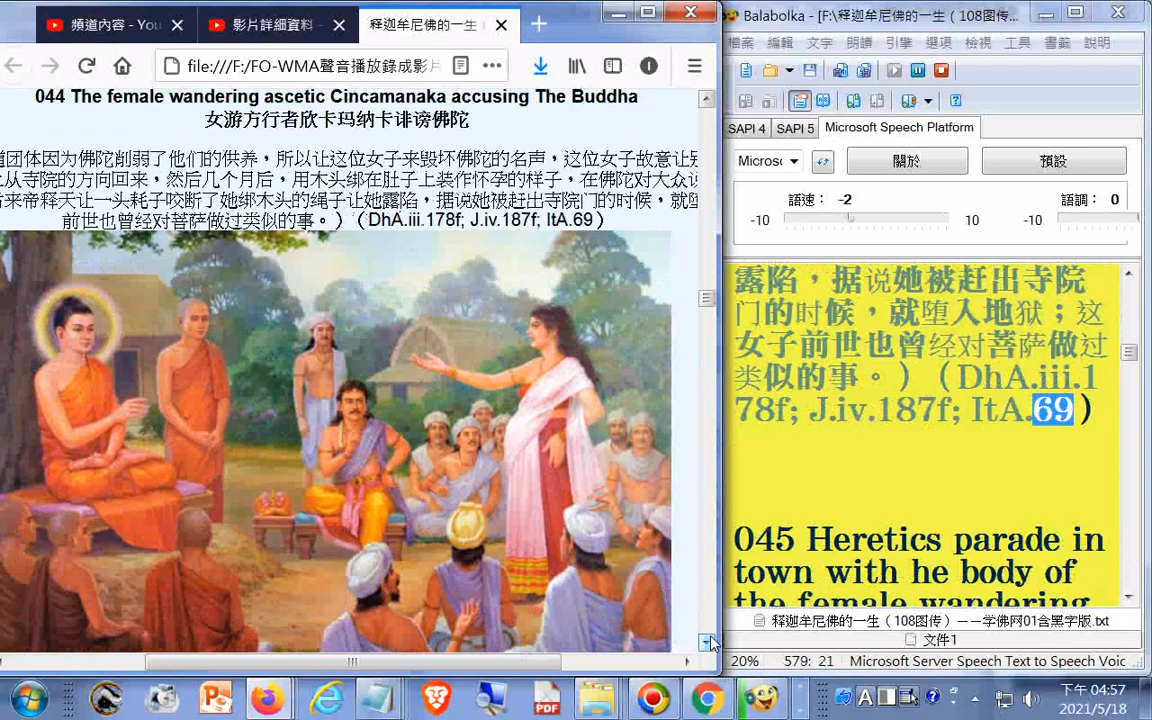 頻道內容 - You
影片詳細資料 -
释迦牟尼佛的一生
file:///F:/FO-WMA聲音播放錄成影片
044 The female wandering ascetic Cincamanaka accusing The Buddha
女游方行者欣卡玛纳卡诽谤佛陀
道团体因为佛陀削弱了他们的供养，所以让这位女子来毁坏佛陀的名声，这位女子故意让别
上从寺院的方向回来，然后几个月后，用木头绑在肚子上装作怀孕的样子，在佛陀对大众说
后来帝释天让一头耗子咬断了她绑木头的绳子让她露陷，据说她被赶出寺院门的时候，就堕
前世也曾经对菩萨做过类似的事。）（DhA.iii.178f; J.iv.187f; ItA.69）
Balabolka - [F:\释迦牟尼佛的一生（108图传...
檔案 編輯 文字 朗讀 引擎 選項 檢視 工具 書籤 說明
SAPI 4 SAPI 5 Microsoft Speech Platform
Micros 關於 預設
語速： -2 語調： 0
-10 10 -10
露陷，据说她被赶出寺院
门的时候，就堕入地狱；这
女子前世也曾经对菩萨做过
类似的事。）（DhA.iii.1
78f; J.iv.187f; ItA.69）
045 Heretics parade in
town with he body of
the female wandering
释迦牟尼佛的一生（108图传）——学佛网01含黑字版.txt
文件1
20% 579: 21 Microsoft Server Speech Text to Speech Voic
下午 04:57
2021/5/18